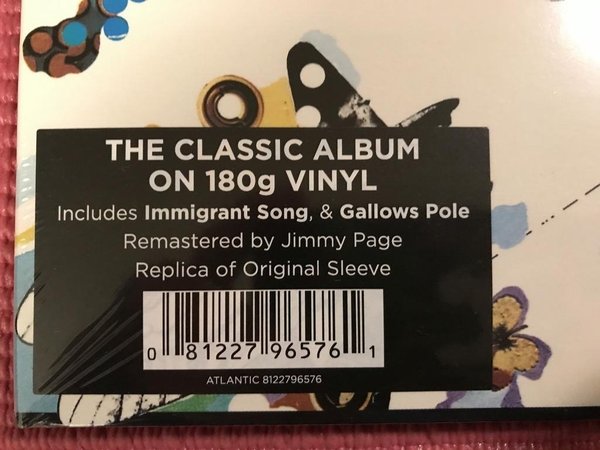 THE CLASSIC ALBUM
ON 180g VINYL
Includes Immigrant Song, & Gallows Pole
Remastered by Jimmy Page
Replica of Original Sleeve
0 81227 96576 1
ATLANTIC 8122796576